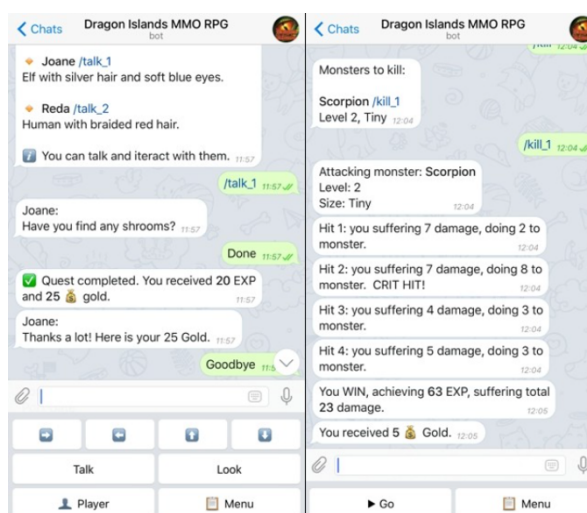 Chats
Dragon Islands MMO RPG
bot
Joane /talk_1
Elf with silver hair and soft blue eyes.
Reda /talk_2
Human with braided red hair.
You can talk and iteract with them. 11:57
/talk_1 11:57
Joane:
Have you find any shrooms? 11:57
Done 11:57
Quest completed. You received 20 EXP
and 25 gold. 11:57
Joane:
Thanks a lot! Here is your 25 Gold. 11:57
Goodbye
Talk
Look
Player
Menu
Chats
Dragon Islands MMO RPG
bot
Monsters to kill:
Scorpion /kill_1
Level 2, Tiny 12:04
/kill_1 12:04
Attacking monster: Scorpion
Level: 2
Size: Tiny 12:04
Hit 1: you suffering 7 damage, doing 2 to
monster. 12:04
Hit 2: you suffering 7 damage, doing 8 to
monster. CRIT HIT! 12:04
Hit 3: you suffering 4 damage, doing 3 to
monster. 12:04
Hit 4: you suffering 5 damage, doing 3 to
monster. 12:04
You WIN, achieving 63 EXP, suffering total
23 damage. 12:05
You received 5 Gold. 12:05
Go
Menu